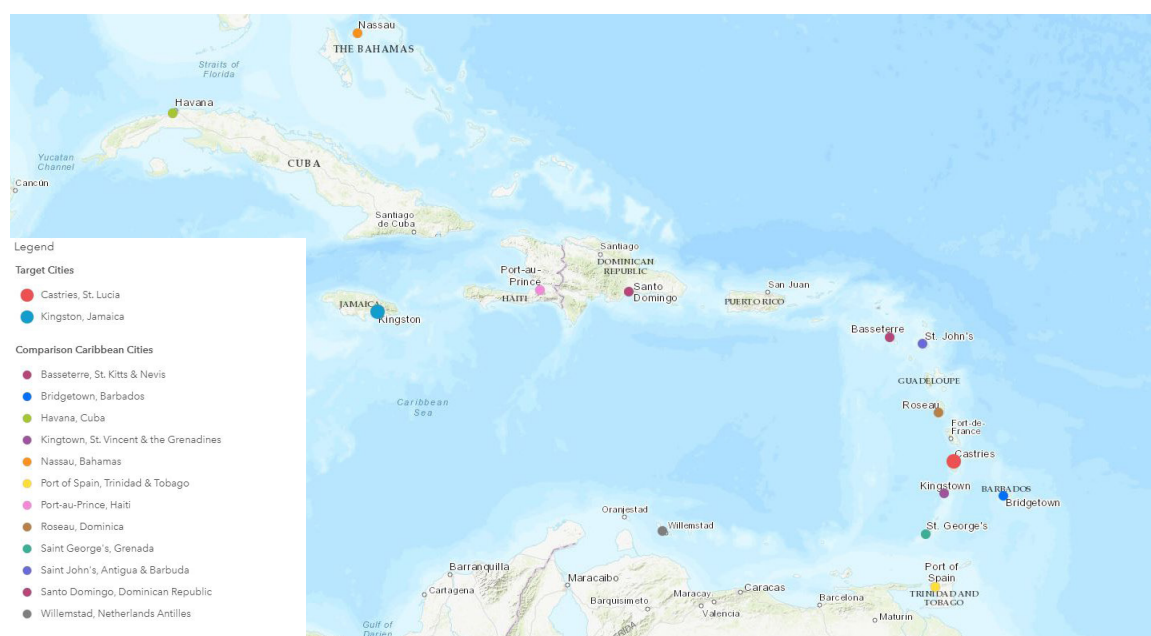 Nassau
THE BAHAMAS
Straits of
Florida
Havana
Yucatan
Channel
CUBA
Cancún
Santiago
de Cuba
Legend
Target Cities
Castries, St. Lucia
Kingston, Jamaica
Comparison Caribbean Cities
Basseterre, St. Kitts & Nevis
Bridgetown, Barbados
Havana, Cuba
Kingtown, St. Vincent & the Grenadines
Nassau, Bahamas
Port of Spain, Trinidad & Tobago
Port-au-Prince, Haiti
Roseau, Dominica
Saint George's, Grenada
Saint John's, Antigua & Barbuda
Santo Domingo, Dominican Republic
Willemstad, Netherlands Antilles
Santiago
DOMINICAN
REPUBLIC
Port-au-
Prince
HAITI
Santo
Domingo
San Juan
PUERTO RICO
JAMAICA
Kingston
Basseterre
St. John's
GUADELOUPE
Caribbean
Sea
Roseau
Fort-de-
France
Castries
Kingstown
BARBADOS
Bridgetown
Oranjestad
Willemstad
St. George's
Port of
Spain
TRINIDAD AND
TOBAGO
Barranquilla
Cartagena
Maracaibo
Barquisimeto
Maracay
Valencia
Caracas
Barcelona
Maturin
Gulf of
Darien